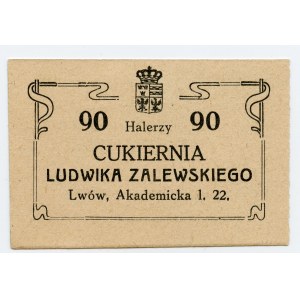 90 Halerzy 90
CUKIERNIA
LUDWIKA ZALEWSKIEGO
Lwów, Akademicka l. 22.